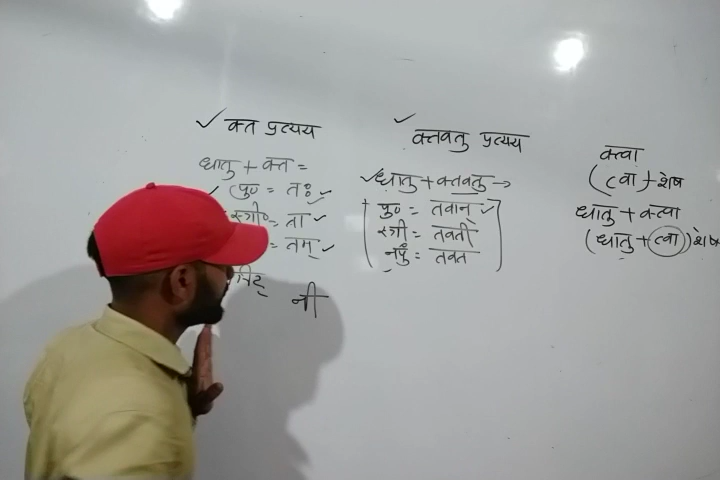 ✓ क्त प्रत्यय
धातु + क्त =
✓ (पु० = तः ✓
स्त्री० = ता ✓
= तम् ✓
नी
✓ क्तवतु प्रत्यय
✓ धातु + क्तवतु →
पु० = तवान् ✓
स्त्री = तवती
नपुं = तवत
क्त्वा
(त्वा) शेष
धातु + क्त्वा
(धातु + त्वा) शेष